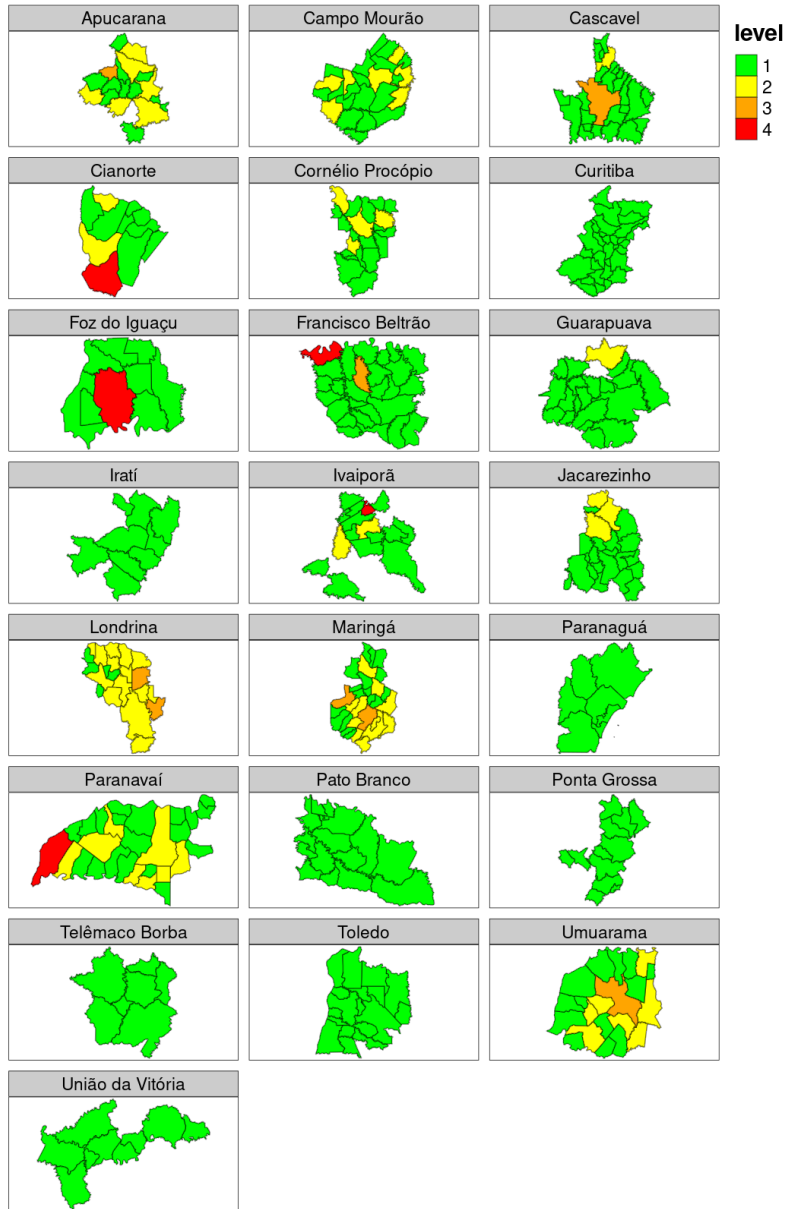 Apucarana
Campo Mourão
Cascavel
level
1
2
3
4
Cianorte
Cornélio Procópio
Curitiba
Foz do Iguaçu
Francisco Beltrão
Guarapuava
Iratí
Ivaiporã
Jacarezinho
Londrina
Maringá
Paranaguá
Paranavaí
Pato Branco
Ponta Grossa
Telêmaco Borba
Toledo
Umuarama
União da Vitória